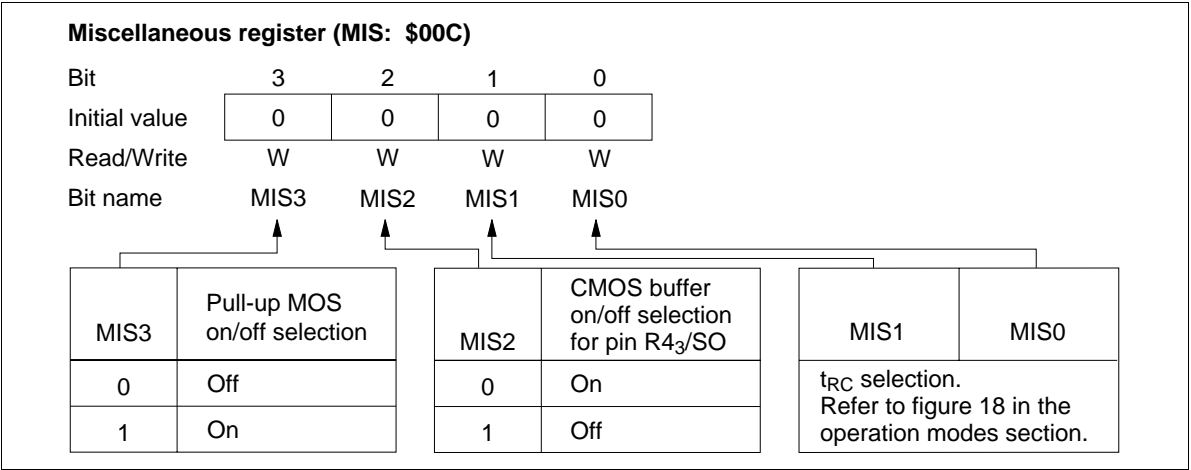 Miscellaneous register (MIS: $00C)
Bit 3 2 1 0
Initial value 0 0 0 0
Read/Write W W W W
Bit name MIS3 MIS2 MIS1 MIS0
MIS3 Pull-up MOS
on/off selection
0 Off
1 On
MIS2 CMOS buffer
on/off selection
for pin R4₃/SO
0 On
1 Off
MIS1 MIS0
tRC selection.
Refer to figure 18 in the
operation modes section.